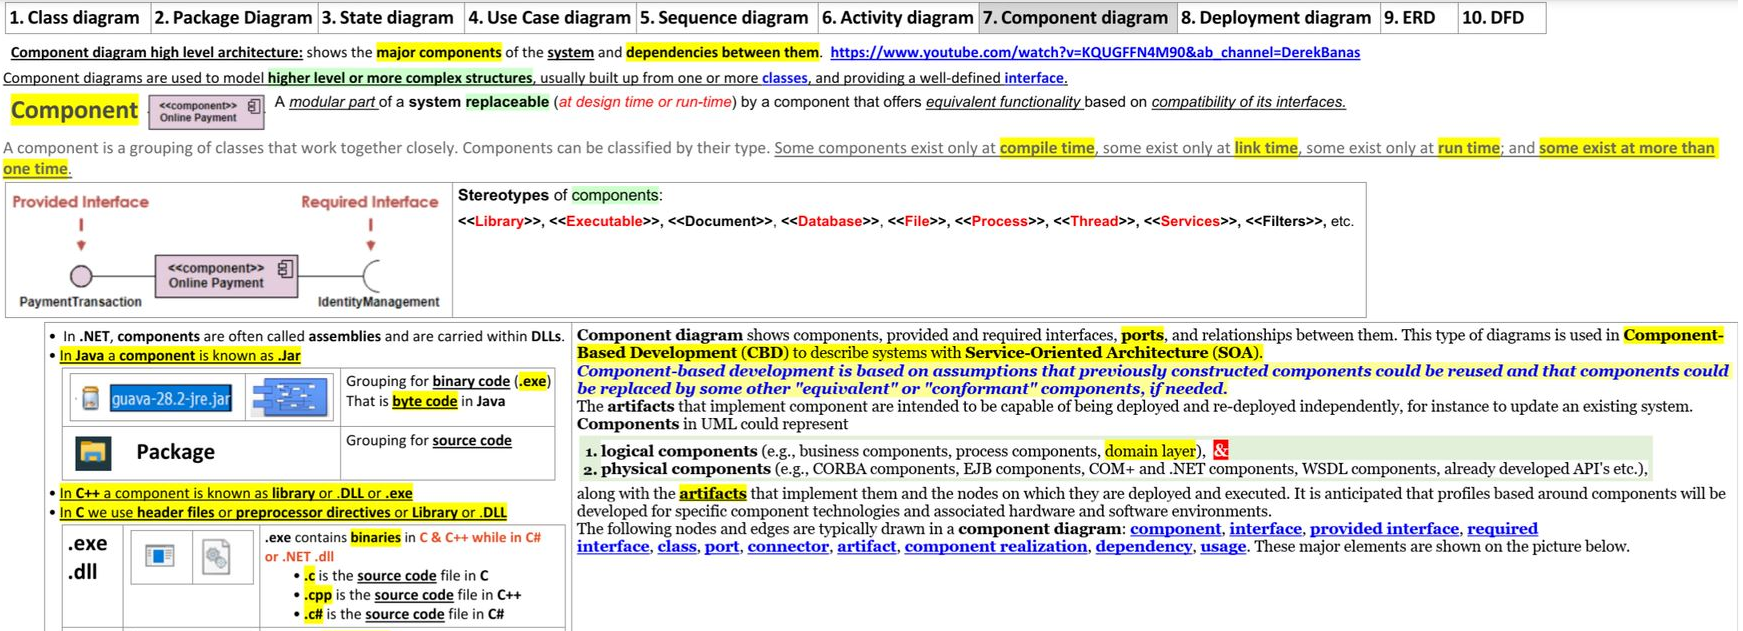 1. Class diagram 2. Package Diagram 3. State diagram 4. Use Case diagram 5. Sequence diagram 6. Activity diagram 7. Component diagram 8. Deployment diagram 9. ERD 10. DFD
Component diagram high level architecture: shows the major components of the system and dependencies between them. https://www.youtube.com/watch?v=KQUGFFN4M90&ab_channel=DerekBanas
Component diagrams are used to model higher level or more complex structures, usually built up from one or more classes, and providing a well-defined interface.
Component
<<component>>
Online Payment
A modular part of a system replaceable (at design time or run-time) by a component that offers equivalent functionality based on compatibility of its interfaces.
A component is a grouping of classes that work together closely. Components can be classified by their type. Some components exist only at compile time, some exist only at link time, some exist only at run time; and some exist at more than
one time.
Provided Interface
Required Interface
<<component>>
Online Payment
PaymentTransaction
IdentityManagement
Stereotypes of components:
<<Library>>, <<Executable>>, <<Document>>, <<Database>>, <<File>>, <<Process>>, <<Thread>>, <<Services>>, <<Filters>>, etc.
• In .NET, components are often called assemblies and are carried within DLLs.
• In Java a component is known as .Jar
guava-28.2-jre.jar
Grouping for binary code (.exe)
That is byte code in Java
Package
Grouping for source code
• In C++ a component is known as library or .DLL or .exe
• In C we use header files or preprocessor directives or Library or .DLL
.exe
.dll
.exe contains binaries in C & C++ while in C#
or .NET .dll
• .c is the source code file in C
• .cpp is the source code file in C++
• .c# is the source code file in C#
Component diagram shows components, provided and required interfaces, ports, and relationships between them. This type of diagrams is used in Component-
Based Development (CBD) to describe systems with Service-Oriented Architecture (SOA).
Component-based development is based on assumptions that previously constructed components could be reused and that components could
be replaced by some other "equivalent" or "conformant" components, if needed.
The artifacts that implement component are intended to be capable of being deployed and re-deployed independently, for instance to update an existing system.
Components in UML could represent
1. logical components (e.g., business components, process components, domain layer), &
2. physical components (e.g., CORBA components, EJB components, COM+ and .NET components, WSDL components, already developed API's etc.),
along with the artifacts that implement them and the nodes on which they are deployed and executed. It is anticipated that profiles based around components will be
developed for specific component technologies and associated hardware and software environments.
The following nodes and edges are typically drawn in a component diagram: component, interface, provided interface, required
interface, class, port, connector, artifact, component realization, dependency, usage. These major elements are shown on the picture below.